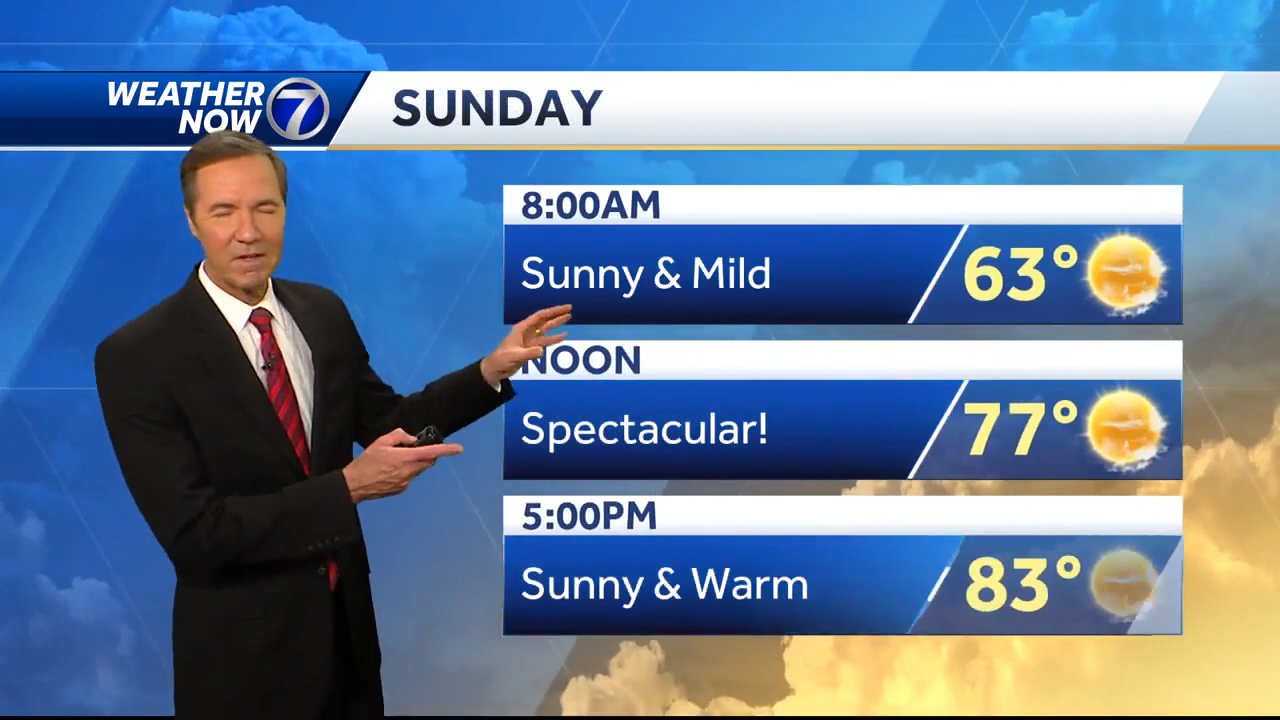 WEATHER
NOW 7
SUNDAY
8:00AM
Sunny & Mild 63°
NOON
Spectacular! 77°
5:00PM
Sunny & Warm 83°